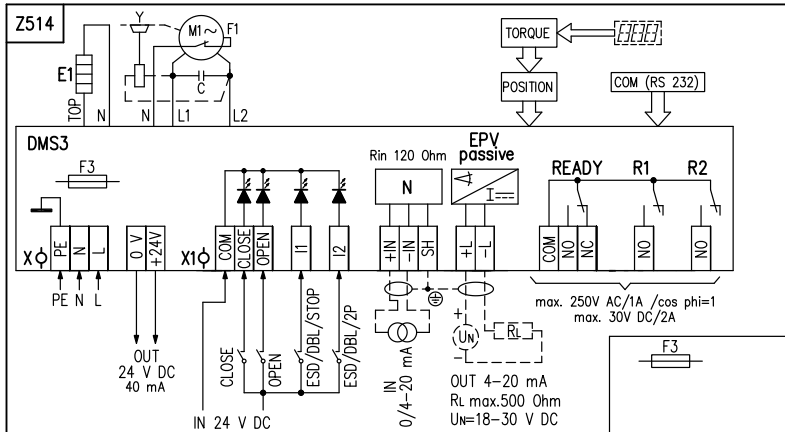 Z514
Y
M1~
F1
E1
C
TOP
N
N
L1
L2
TORQUE
POSITION
COM (RS 232)
DMS3
F3
Rin 120 Ohm
N
EPV
passive
I
READY
R1
R2
X
PE
N
L
0 V
+24V
X1
COM
CLOSE
OPEN
I1
I2
+IN
-IN
SH
+L
-L
COM
NO
NC
NO
NO
PE N L
OUT
24 V DC
40 mA
CLOSE
OPEN
ESD/DBL/STOP
ESD/DBL/2P
IN 24 V DC
IN
0/4-20 mA
+
UN
-
RL
OUT 4-20 mA
RL max.500 Ohm
UN=18-30 V DC
max. 250V AC/1A /cos phi=1
max. 30V DC/2A
F3